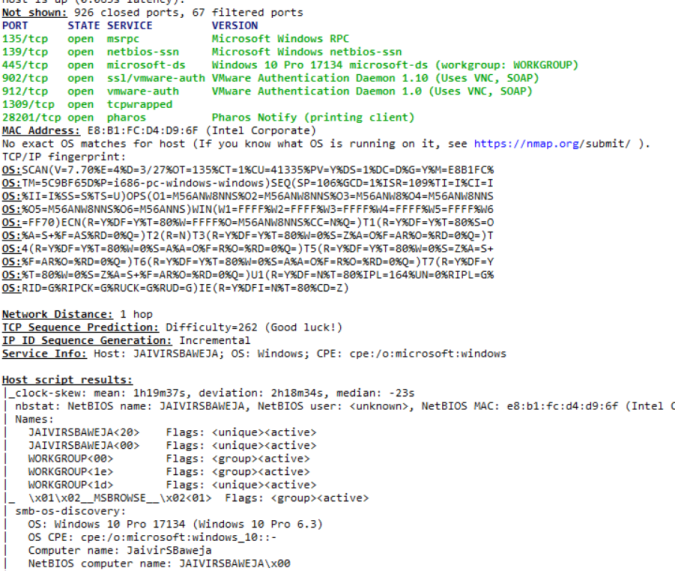 Host is up (0.085s latency).
Not shown: 926 closed ports, 67 filtered ports
PORT STATE SERVICE VERSION
135/tcp open msrpc Microsoft Windows RPC
139/tcp open netbios-ssn Microsoft Windows netbios-ssn
445/tcp open microsoft-ds Windows 10 Pro 17134 microsoft-ds (workgroup: WORKGROUP)
902/tcp open ssl/vmware-auth VMware Authentication Daemon 1.10 (Uses VNC, SOAP)
912/tcp open vmware-auth VMware Authentication Daemon 1.0 (Uses VNC, SOAP)
1309/tcp open tcpwrapped
28201/tcp open pharos Pharos Notify (printing client)
MAC Address: E8:B1:FC:D4:D9:6F (Intel Corporate)
No exact OS matches for host (If you know what OS is running on it, see https://nmap.org/submit/ ).
TCP/IP fingerprint:
OS:SCAN(V=7.70%E=4%D=3/27%OT=135%CT=1%CU=41335%PV=Y%DS=1%DC=D%G=Y%M=E8B1FC%
OS:TM=5C9BF65D%P=i686-pc-windows-windows)SEQ(SP=106%GCD=1%ISR=109%TI=I%CI=I
OS:%II=I%SS=S%TS=U)OPS(O1=M56ANW8NNS%O2=M56ANW8NNS%O3=M56ANW8%O4=M56ANW8NNS
OS:%O5=M56ANW8NNS%O6=M56ANNS)WIN(W1=FFFF%W2=FFFF%W3=FFFF%W4=FFFF%W5=FFFF%W6
OS:=FF70)ECN(R=Y%DF=Y%T=80%W=FFFF%O=M56ANW8NNS%CC=N%Q=)T1(R=Y%DF=Y%T=80%S=O
OS:%A=S+%F=AS%RD=0%Q=)T2(R=N)T3(R=Y%DF=Y%T=80%W=0%S=Z%A=O%F=AR%O=%RD=0%Q=)T
OS:4(R=Y%DF=Y%T=80%W=0%S=A%A=O%F=R%O=%RD=0%Q=)T5(R=Y%DF=Y%T=80%W=0%S=Z%A=S+
OS:%F=AR%O=%RD=0%Q=)T6(R=Y%DF=Y%T=80%W=0%S=A%A=O%F=R%O=%RD=0%Q=)T7(R=Y%DF=Y
OS:%T=80%W=0%S=Z%A=S+%F=AR%O=%RD=0%Q=)U1(R=Y%DF=N%T=80%IPL=164%UN=0%RIPL=G%
OS:RID=G%RIPCK=G%RUCK=G%RUD=G)IE(R=Y%DFI=N%T=80%CD=Z)
Network Distance: 1 hop
TCP Sequence Prediction: Difficulty=262 (Good luck!)
IP ID Sequence Generation: Incremental
Service Info: Host: JAIVIRSBAWEJA; OS: Windows; CPE: cpe:/o:microsoft:windows
Host script results:
|_clock-skew: mean: 1h19m37s, deviation: 2h18m34s, median: -23s
| nbstat: NetBIOS name: JAIVIRSBAWEJA, NetBIOS user: <unknown>, NetBIOS MAC: e8:b1:fc:d4:d9:6f (Intel C
| Names:
| JAIVIRSBAWEJA<20> Flags: <unique><active>
| JAIVIRSBAWEJA<00> Flags: <unique><active>
| WORKGROUP<00> Flags: <group><active>
| WORKGROUP<1e> Flags: <group><active>
| WORKGROUP<1d> Flags: <unique><active>
|_ \x01\x02__MSBROWSE__\x02<01> Flags: <group><active>
| smb-os-discovery:
| OS: Windows 10 Pro 17134 (Windows 10 Pro 6.3)
| OS CPE: cpe:/o:microsoft:windows_10::-
| Computer name: JaivirSBaweja
| NetBIOS computer name: JAIVIRSBAWEJA\x00